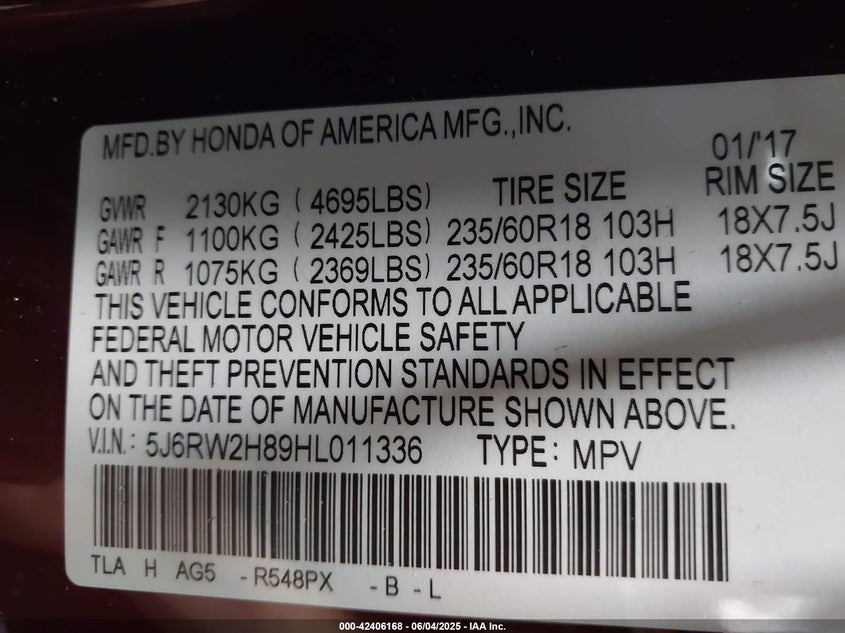 MFD.BY HONDA OF AMERICA MFG.,INC.
01/'17
TIRE SIZE RIM SIZE
GVWR 2130KG ( 4695LBS)
GAWR F 1100KG ( 2425LBS) 235/60R18 103H 18X7.5J
GAWR R 1075KG ( 2369LBS) 235/60R18 103H 18X7.5J
THIS VEHICLE CONFORMS TO ALL APPLICABLE
FEDERAL MOTOR VEHICLE SAFETY
AND THEFT PREVENTION STANDARDS IN EFFECT
ON THE DATE OF MANUFACTURE SHOWN ABOVE.
V.I.N.: 5J6RW2H89HL011336 TYPE: MPV
TLA H AG5 - R548PX - B - L
000-42406168 - 06/04/2025 - IAA Inc.